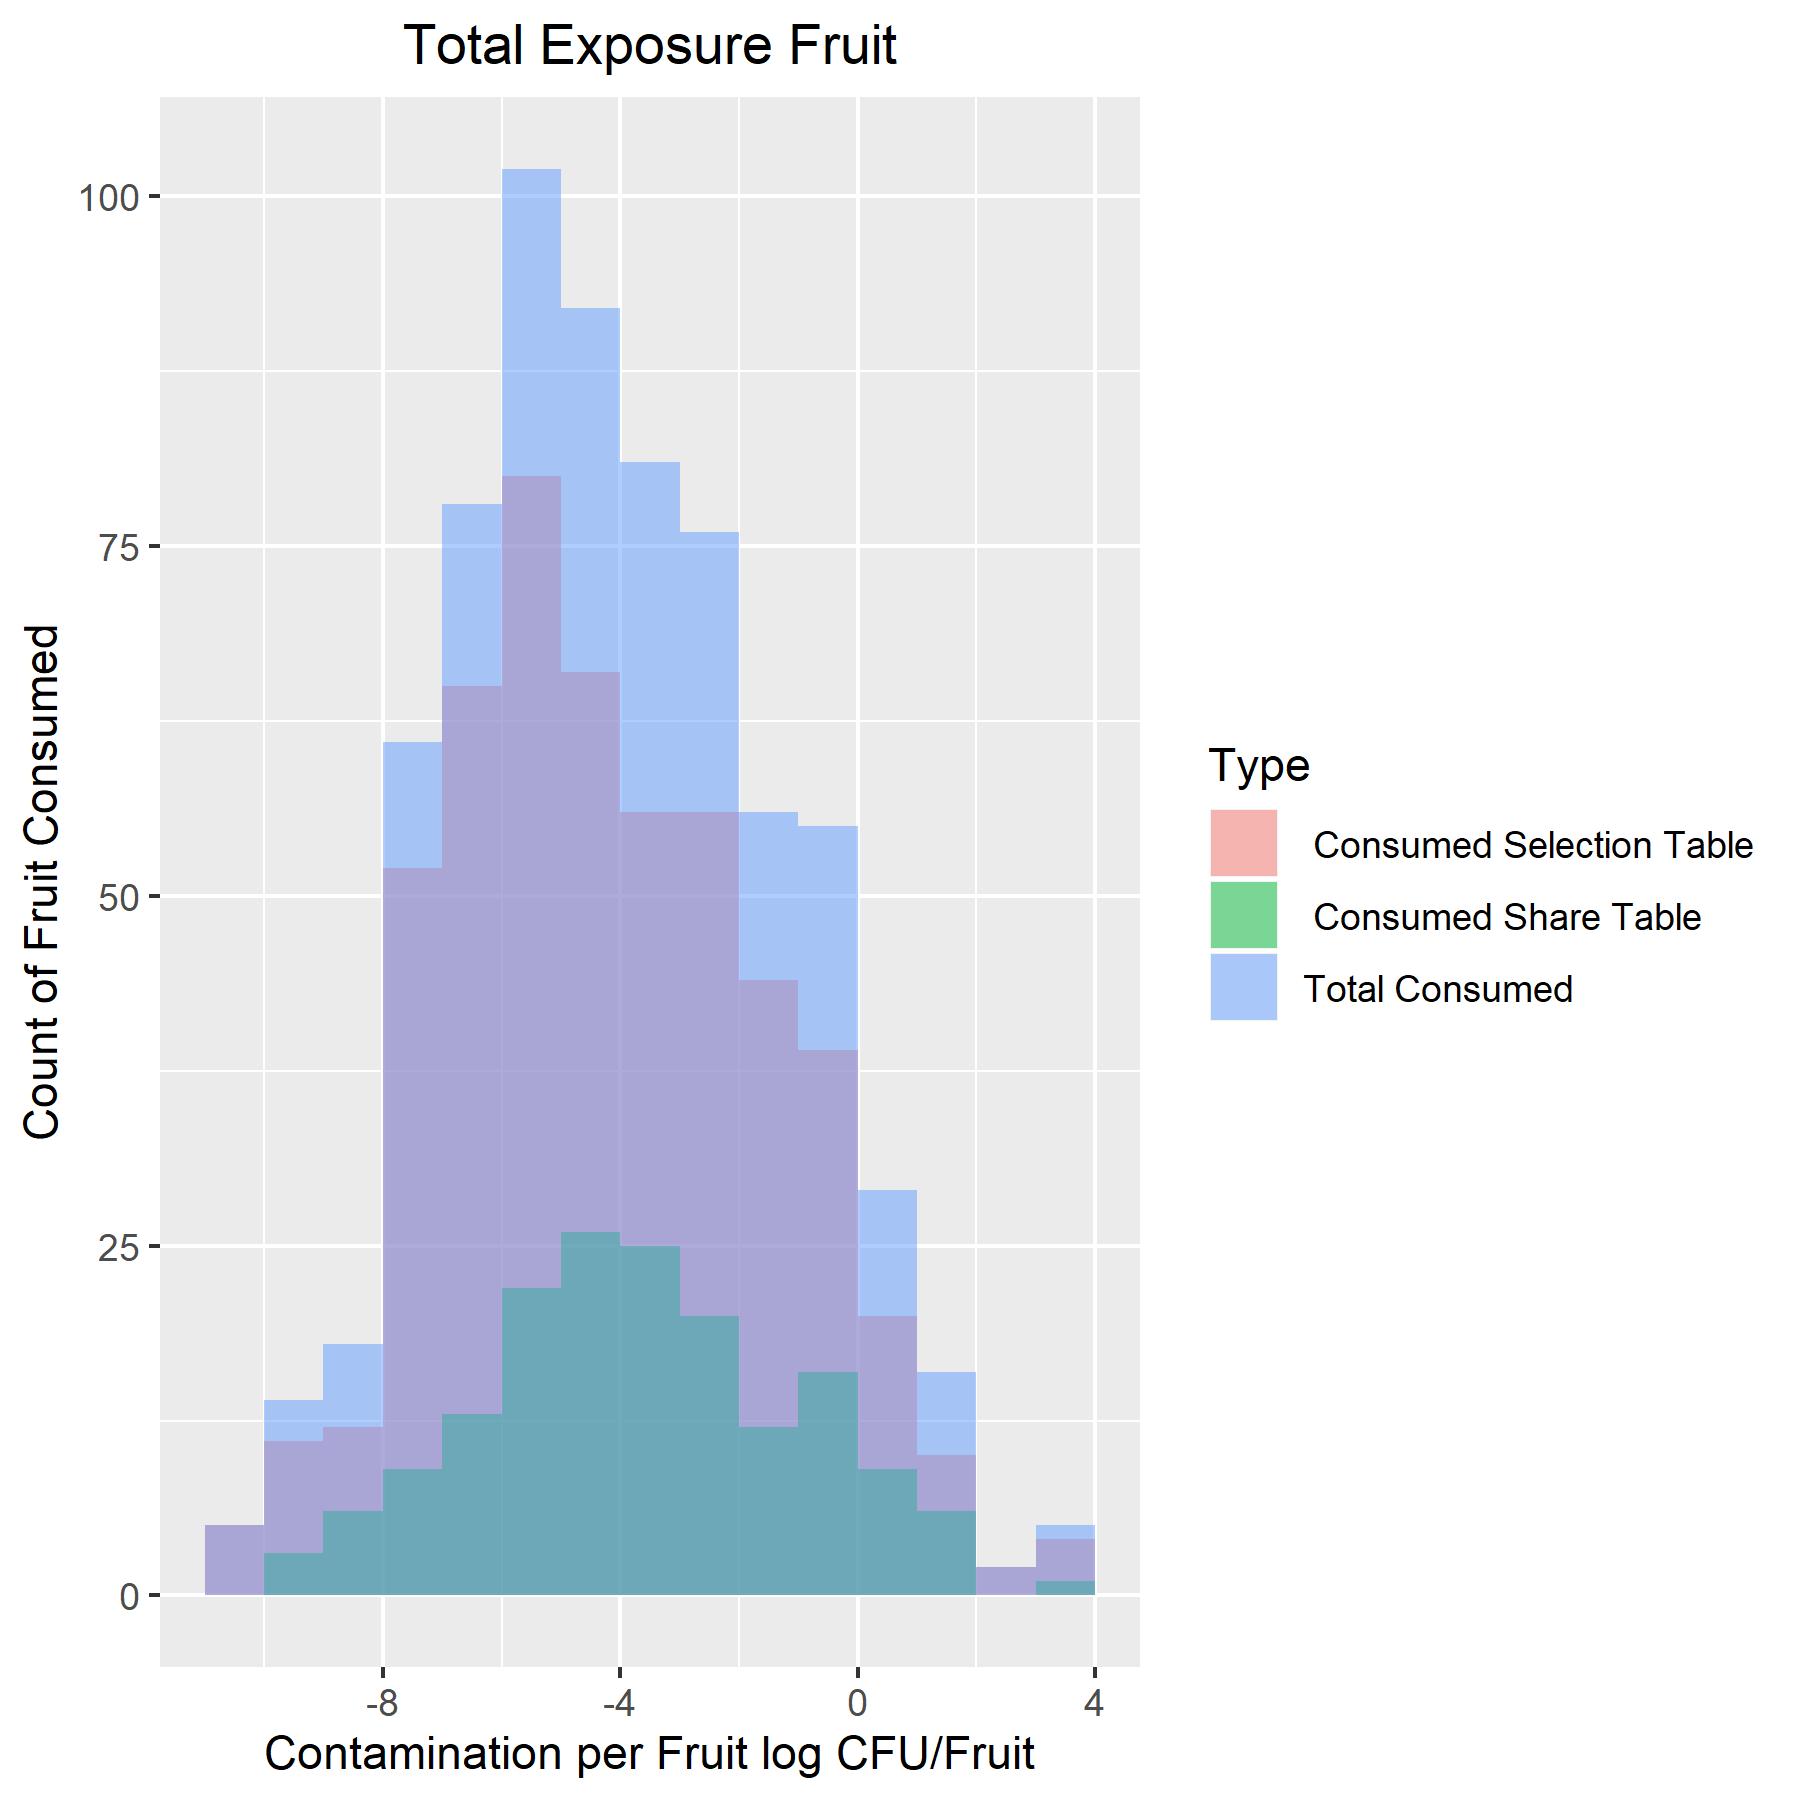 Total Exposure Fruit
100
75
50
25
0
Count of Fruit Consumed
-8
-4
0
4
Contamination per Fruit log CFU/Fruit
Type
Consumed Selection Table
Consumed Share Table
Total Consumed